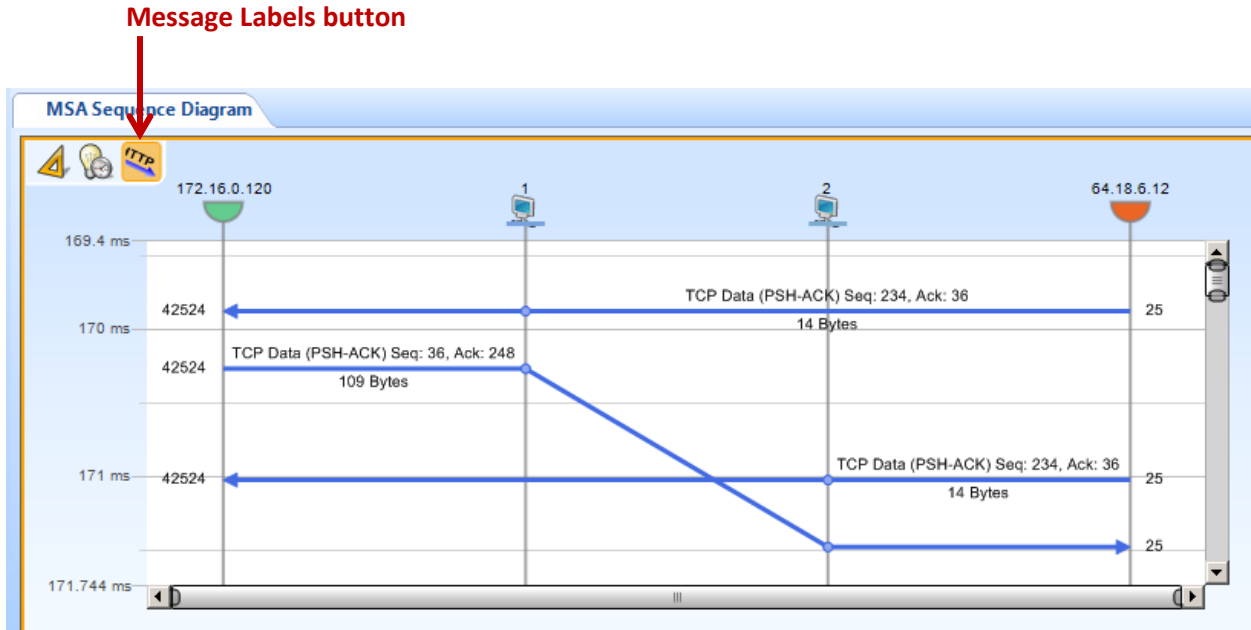 Message Labels button
MSA Sequence Diagram
HTTP
172.16.0.120
1
2
64.18.6.12
169.4 ms
42524
TCP Data (PSH-ACK) Seq: 234, Ack: 36
14 Bytes
25
170 ms
42524
TCP Data (PSH-ACK) Seq: 36, Ack: 248
109 Bytes
171 ms
42524
TCP Data (PSH-ACK) Seq: 234, Ack: 36
14 Bytes
25
25
171.744 ms